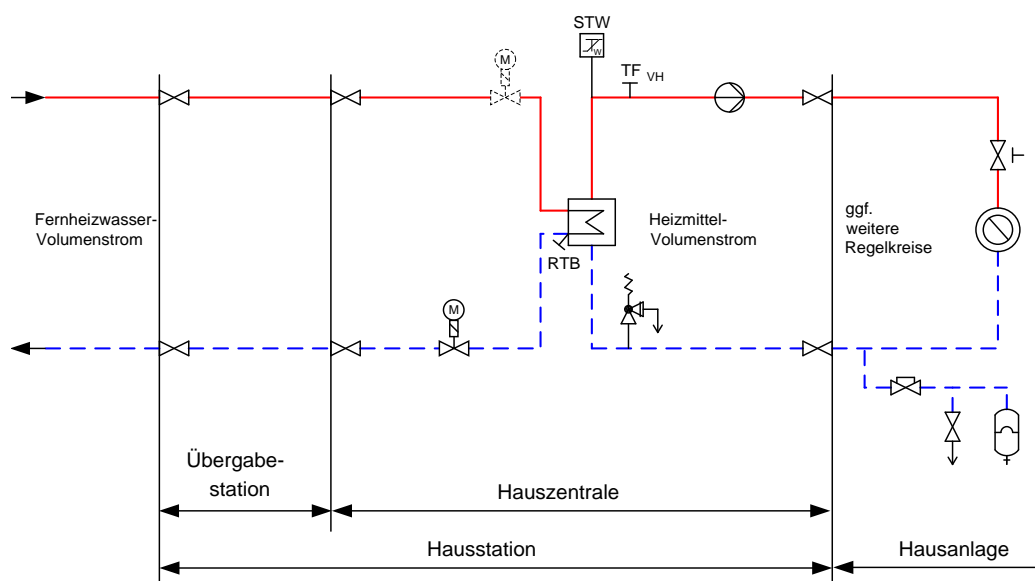 STW
W
M
TF VH
Fernheizwasser-
Volumenstrom
Heizmittel-
Volumenstrom
ggf.
weitere
Regelkreise
RTB
M
Übergabe-
station
Hauszentrale
Hausstation
Hausanlage